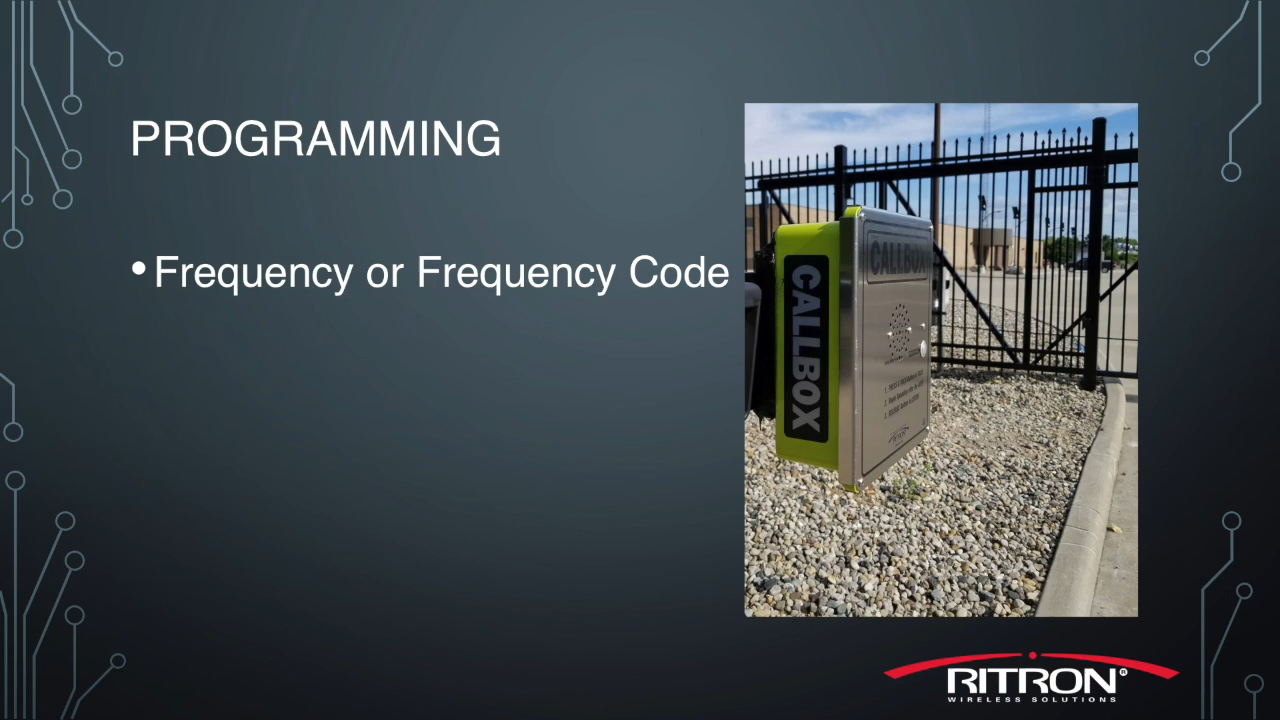 PROGRAMMING
• Frequency or Frequency Code
CALLBOX
CALLBOX
RITRON®
WIRELESS SOLUTIONS